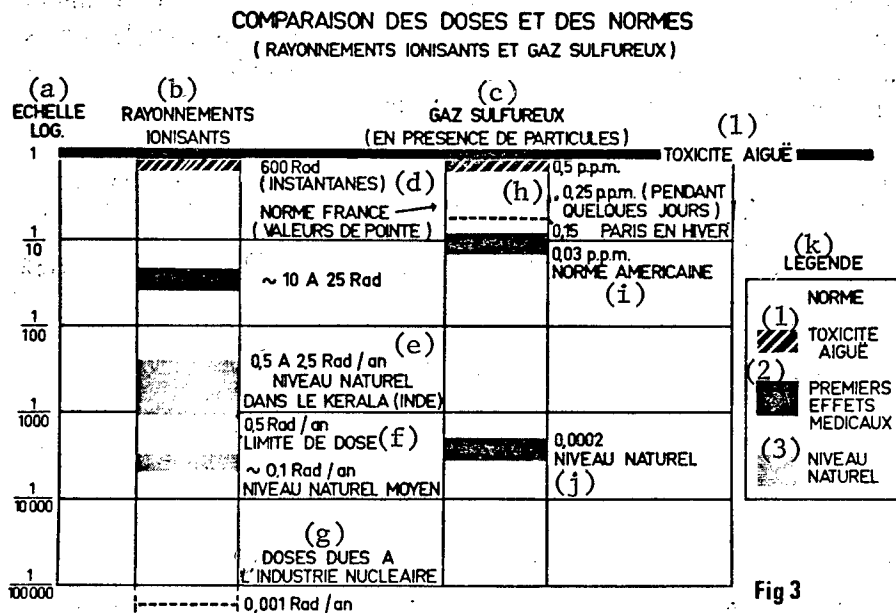 COMPARAISON DES DOSES ET DES NORMES
( RAYONNEMENTS IONISANTS ET GAZ SULFUREUX )
(a)
ECHELLE
LOG.
(b)
RAYONNEMENTS
IONISANTS
(c)
GAZ SULFUREUX
(EN PRESENCE DE PARTICULES)
(1)
TOXICITE AIGUË
1
1/10
1/100
1/1000
1/10 000
1/100 000
600 Rad
(INSTANTANES) (d)
NORME FRANCE
( VALEURS DE POINTE )
~ 10 A 25 Rad
(e)
0,5 A 2,5 Rad / an
NIVEAU NATUREL
DANS LE KERALA (INDE)
0,5 Rad / an
LIMITE DE DOSE (f)
~ 0,1 Rad / an
NIVEAU NATUREL MOYEN
(g)
DOSES DUES A
L'INDUSTRIE NUCLEAIRE
0,001 Rad / an
0,5 p.p.m.
(h)
0,25 p.p.m. ( PENDANT
QUELQUES JOURS )
0,15 PARIS EN HIVER
0,03 p.p.m.
NORME AMERICAINE
(i)
0,0002
NIVEAU NATUREL
(j)
(k)
LEGENDE
NORME
(1)
TOXICITE
AIGUË
(2)
PREMIERS
EFFETS
MEDICAUX
(3)
NIVEAU
NATUREL
Fig 3